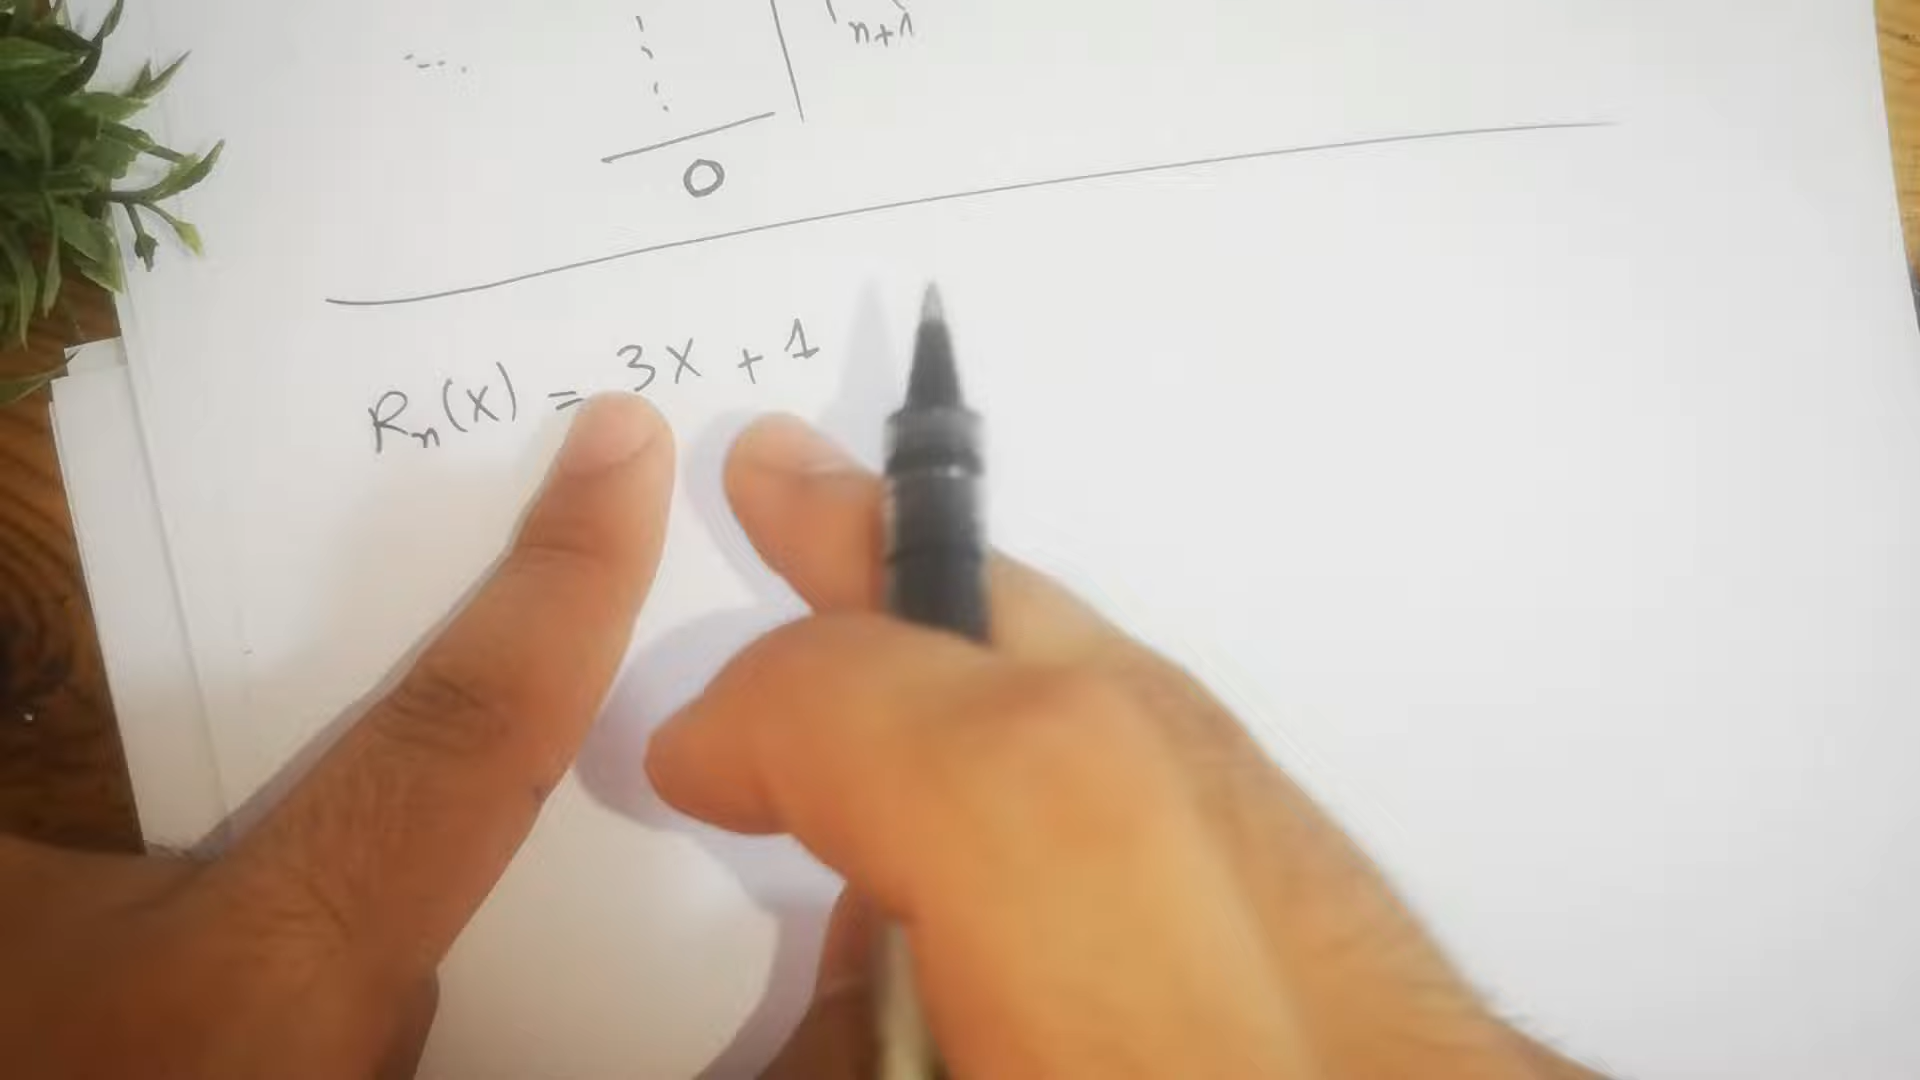 n+1
0
Rn(x) = 3x + 1